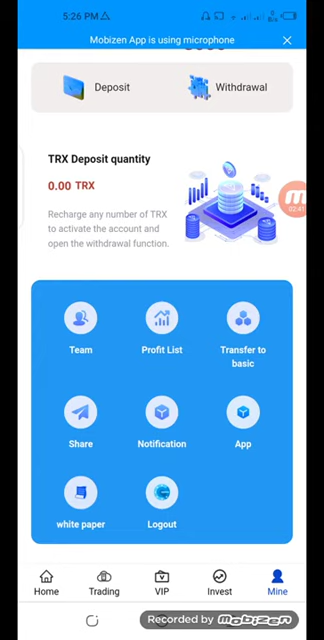 5:26 PM
Mobizen App is using microphone
Deposit
Withdrawal
TRX Deposit quantity
0.00 TRX
Recharge any number of TRX
to activate the account and
open the withdrawal function.
02:41
Team
Profit List
Transfer to
basic
Share
Notification
App
white paper
Logout
Home
Trading
VIP
Invest
Mine
Recorded by mobizen